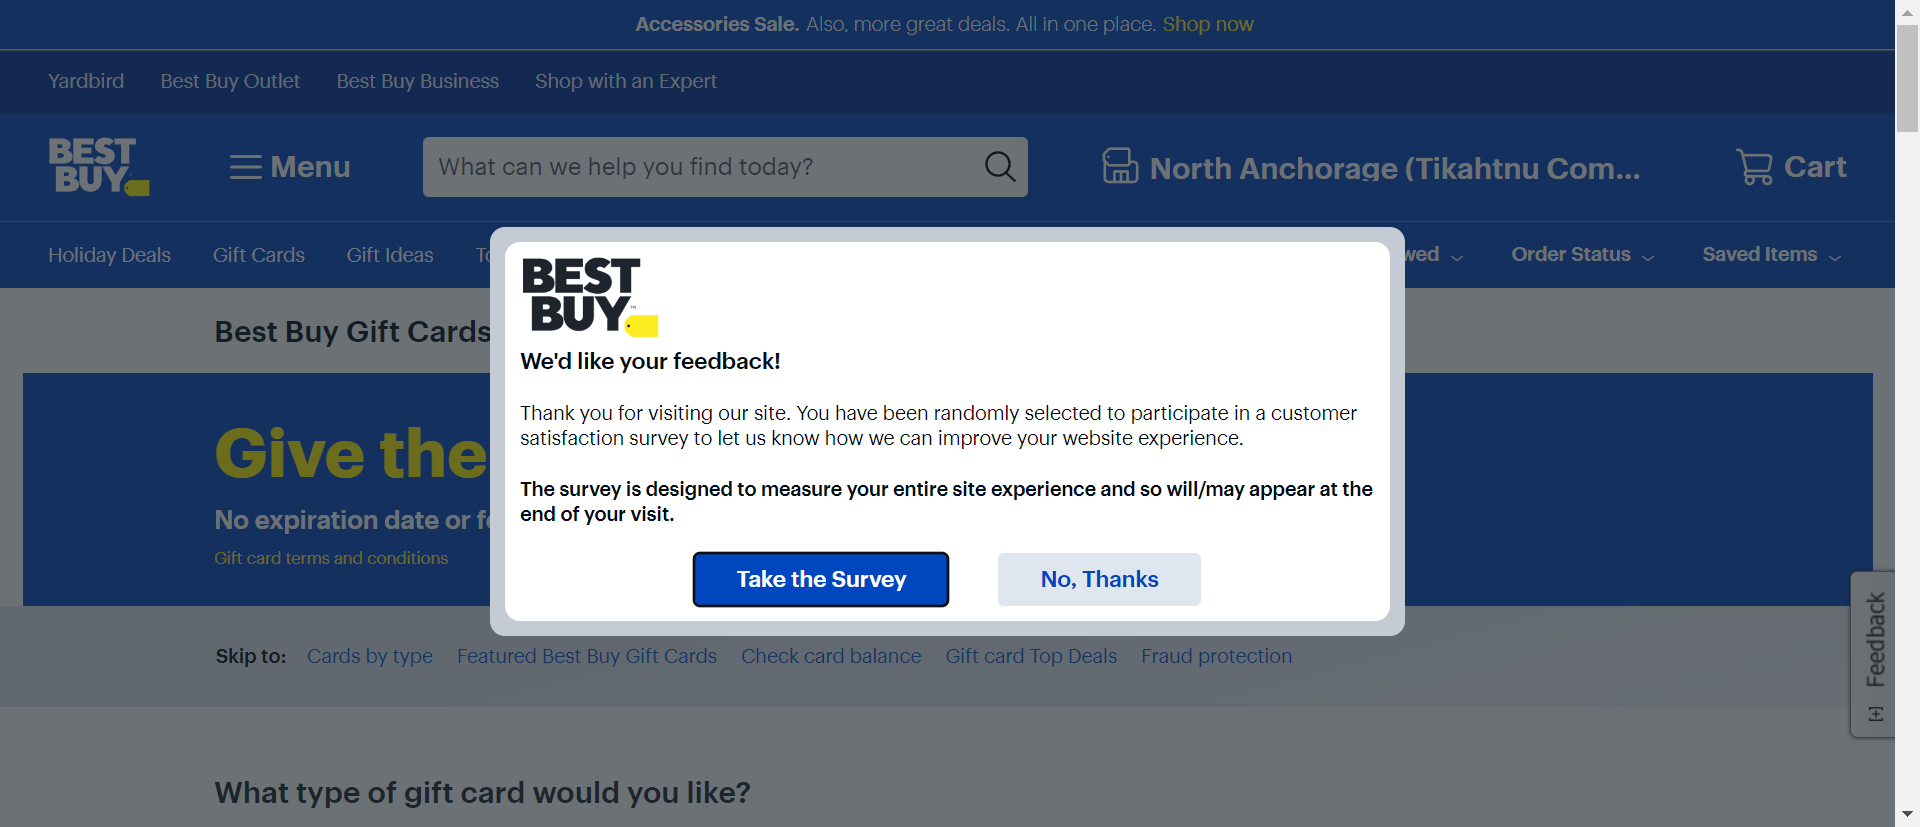 Accessories Sale. Also, more great deals. All in one place. Shop now
Yardbird Best Buy Outlet Best Buy Business Shop with an Expert
BEST
BUY
Menu
What can we help you find today?
North Anchorage (Tikahtnu Com...
Cart
Holiday Deals Gift Cards Gift Ideas
Order Status Saved Items
Best Buy Gift Cards
BEST
BUY™
We'd like your feedback!
Thank you for visiting our site. You have been randomly selected to participate in a customer
satisfaction survey to let us know how we can improve your website experience.
The survey is designed to measure your entire site experience and so will/may appear at the
end of your visit.
Take the Survey No, Thanks
Give the
No expiration date or
Gift card terms and conditions
Skip to: Cards by type Featured Best Buy Gift Cards Check card balance Gift card Top Deals Fraud protection
[+] Feedback
What type of gift card would you like?